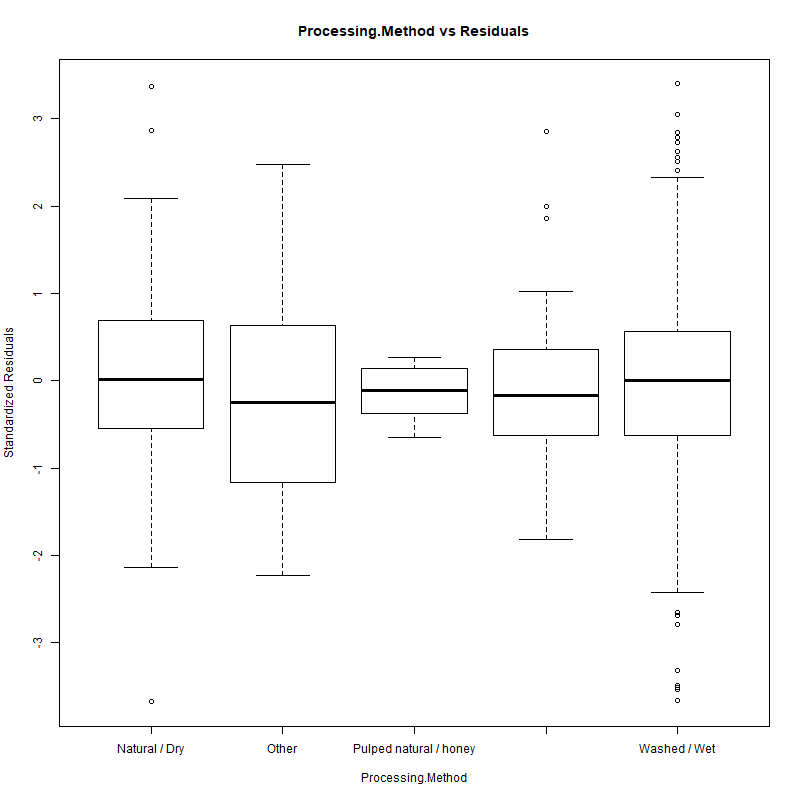 Processing.Method vs Residuals
Standardized Residuals
3
2
1
0
-1
-2
-3
Natural / Dry
Other
Pulped natural / honey
Washed / Wet
Processing.Method